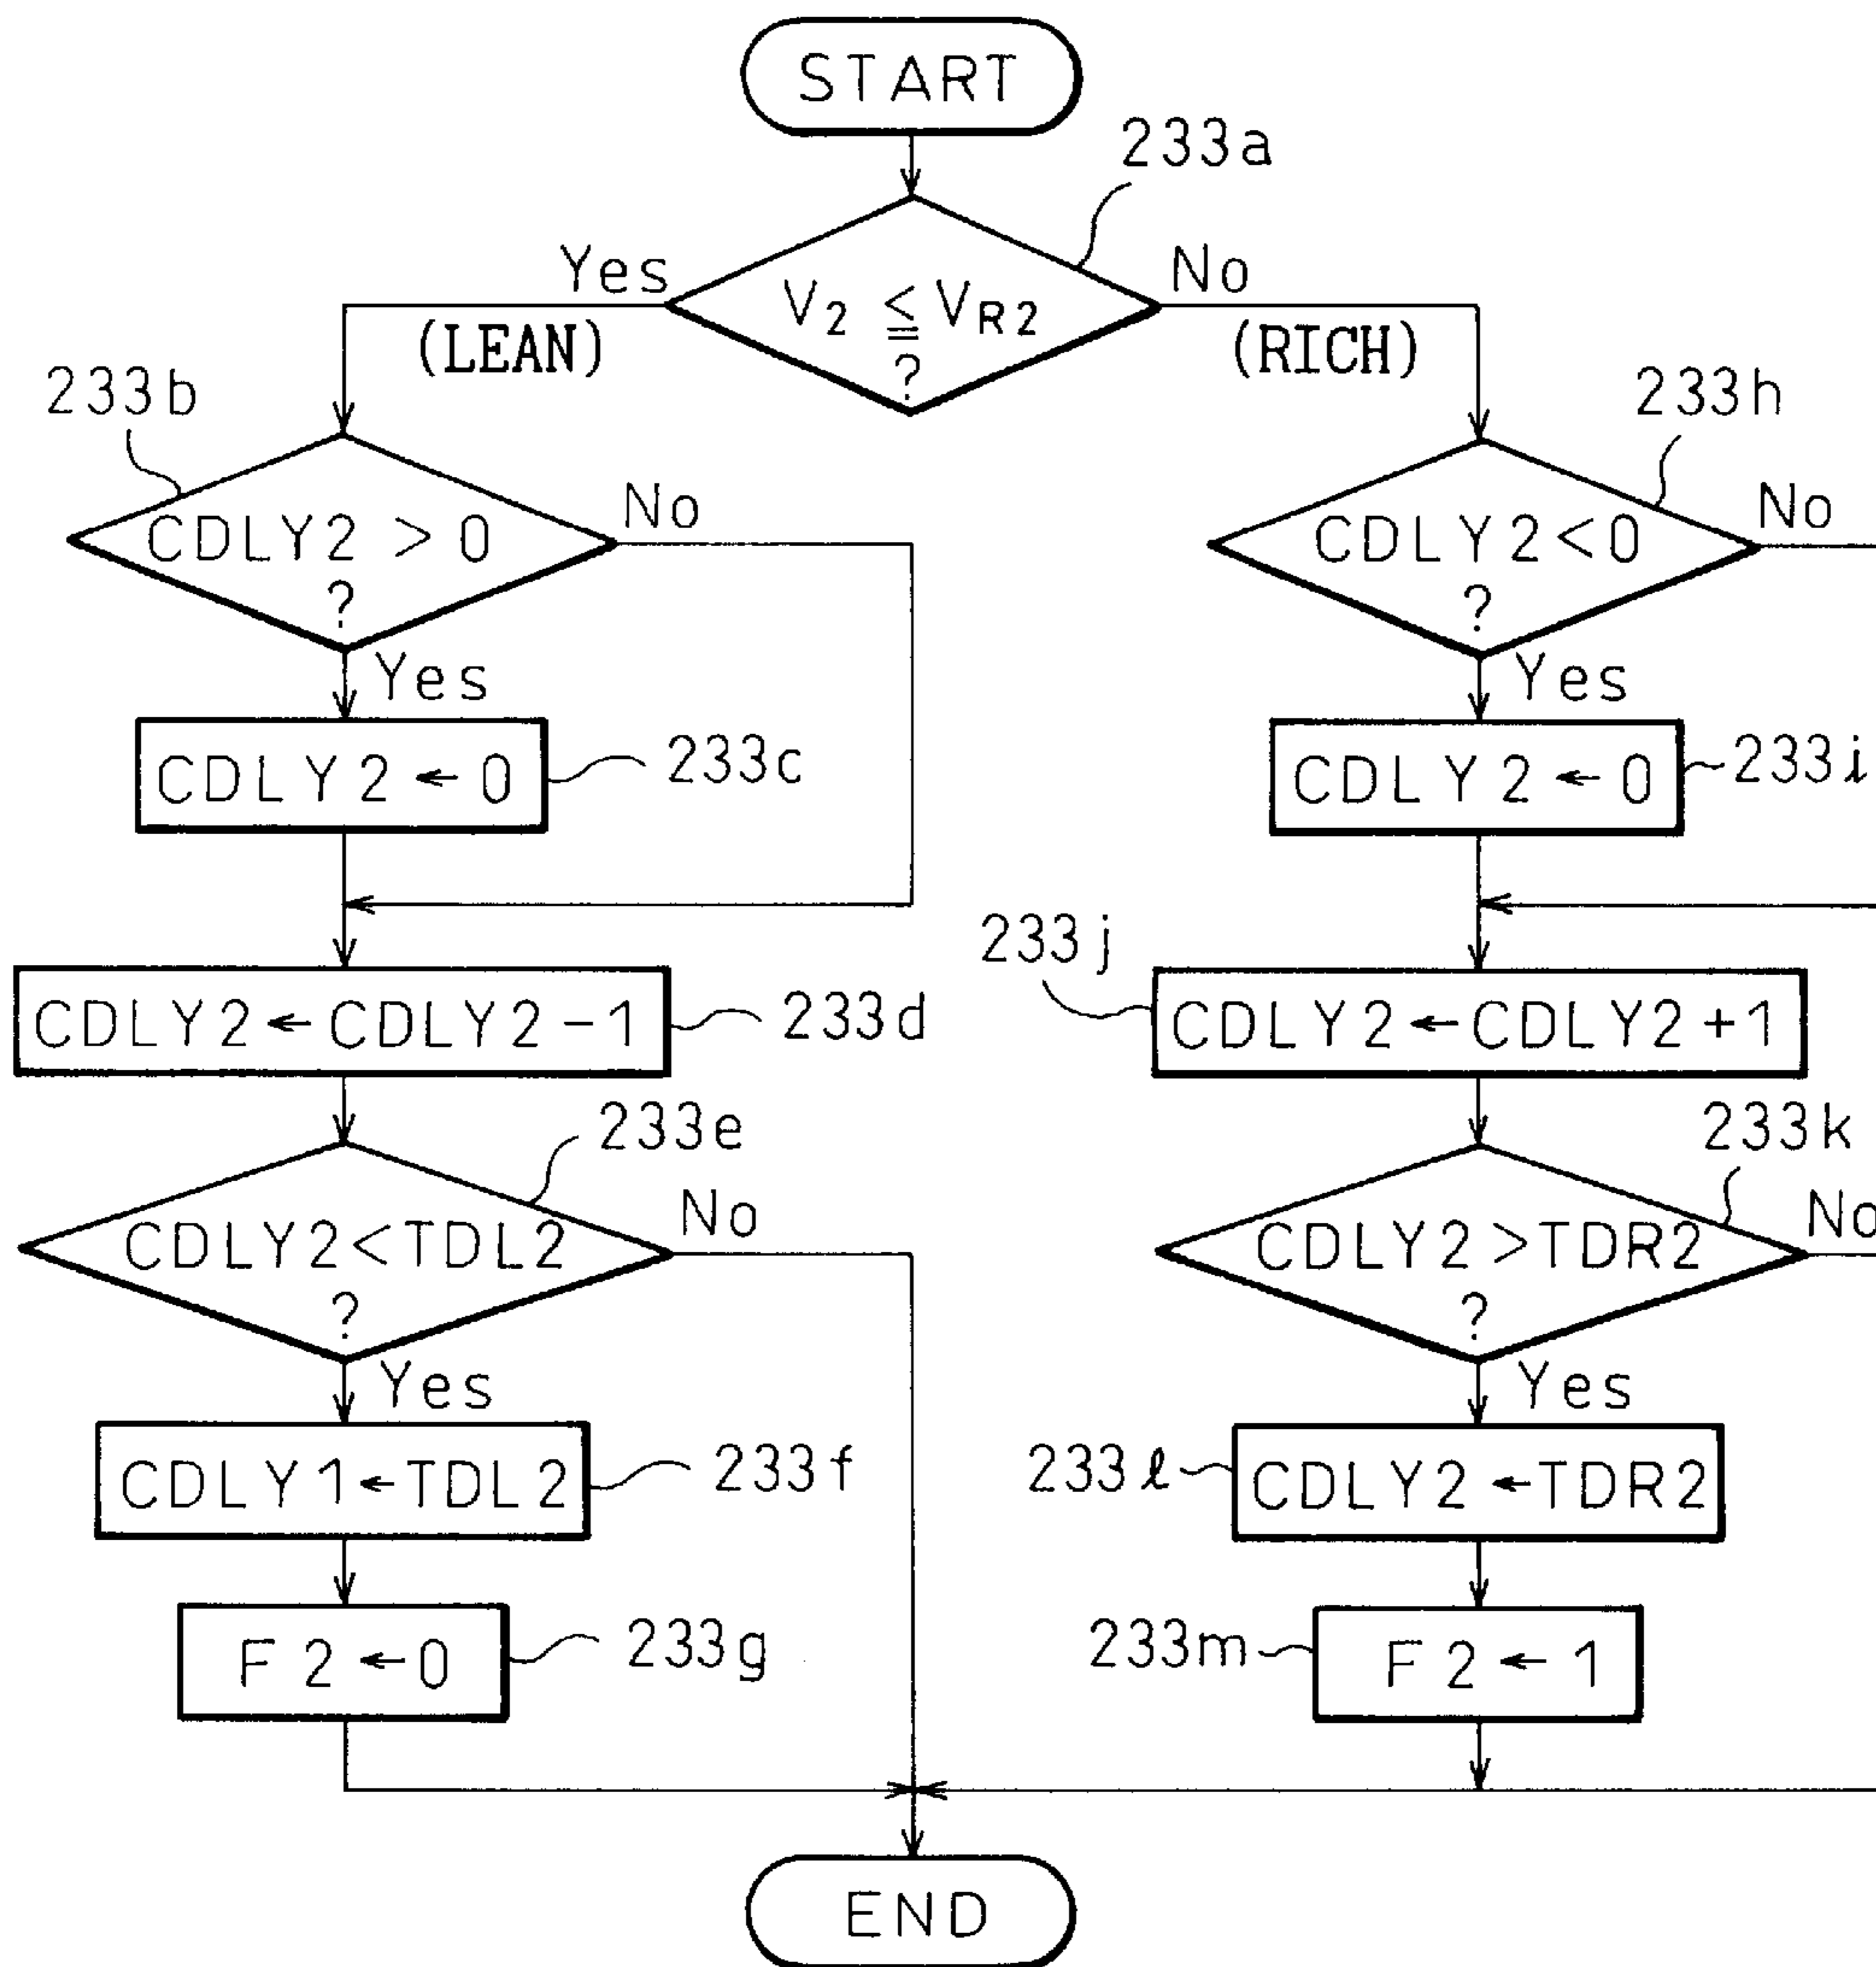 START
233a
Yes
No
V2 ≦ VR2
?
(LEAN)
(RICH)
233b
CDLY2 > 0
?
No
Yes
CDLY2 ← 0
233c
CDLY2 ← CDLY2 - 1
233d
233e
CDLY2 < TDL2
?
No
Yes
CDLY1 ← TDL2
233f
F2 ← 0
233g
233h
CDLY2 < 0
?
No
Yes
CDLY2 ← 0
233i
233j
CDLY2 ← CDLY2 + 1
233k
CDLY2 > TDR2
?
No
Yes
233ℓ
CDLY2 ← TDR2
233m
F2 ← 1
END